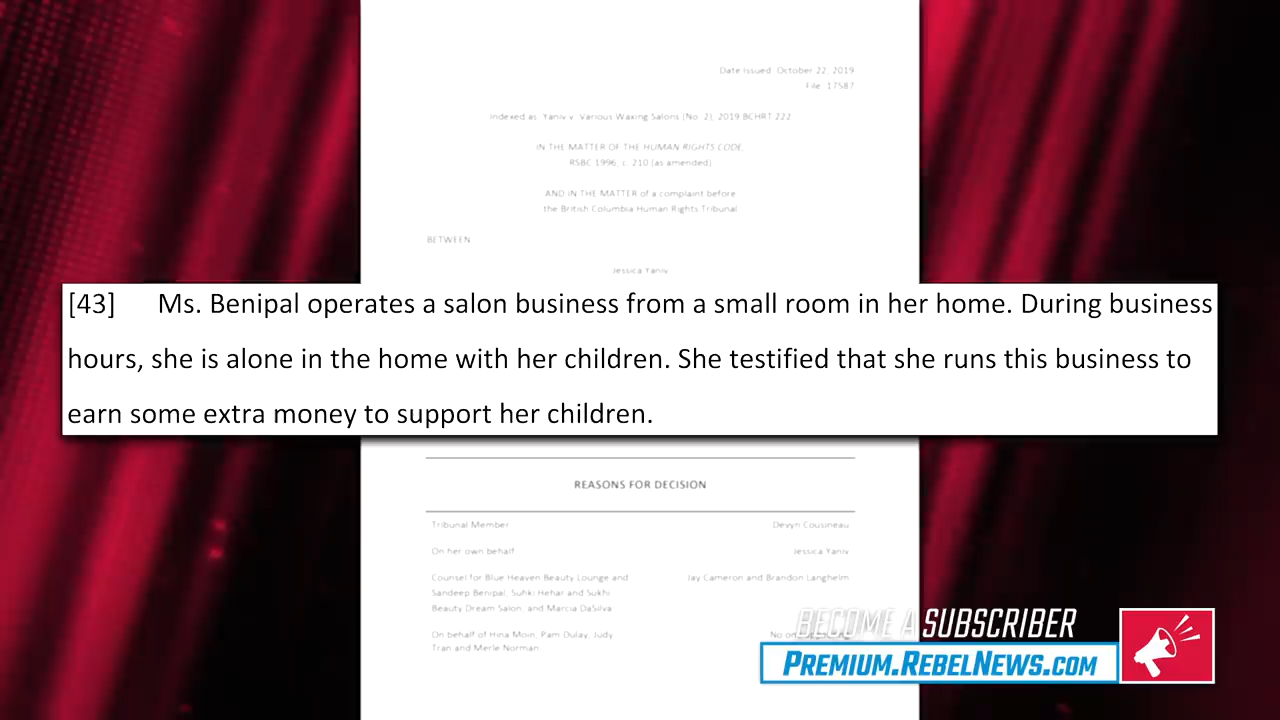 Date Issued: October 22, 2019
File: 17587
Indexed as: Yaniv v. Various Waxing Salons (No. 2), 2019 BCHRT 222
IN THE MATTER OF THE HUMAN RIGHTS CODE,
RSBC 1996, c. 210 (as amended)
AND IN THE MATTER of a complaint before
the British Columbia Human Rights Tribunal
BETWEEN
Jessica Yaniv
[43] Ms. Benipal operates a salon business from a small room in her home. During business
hours, she is alone in the home with her children. She testified that she runs this business to
earn some extra money to support her children.
REASONS FOR DECISION
Tribunal Member Devyn Cousineau
On her own behalf Jessica Yaniv
Counsel for Blue Heaven Beauty Lounge and Jay Cameron and Brandon Langhelm
Sandeep Benipal, Suhki Hehar and Sukhi
Beauty Dream Salon, and Marcia DaSilva
On behalf of Hina Moin, Pam Dulay, Judy No
Tran and Merle Norman
BECOME A SUBSCRIBER
PREMIUM.REBELNEWS.COM